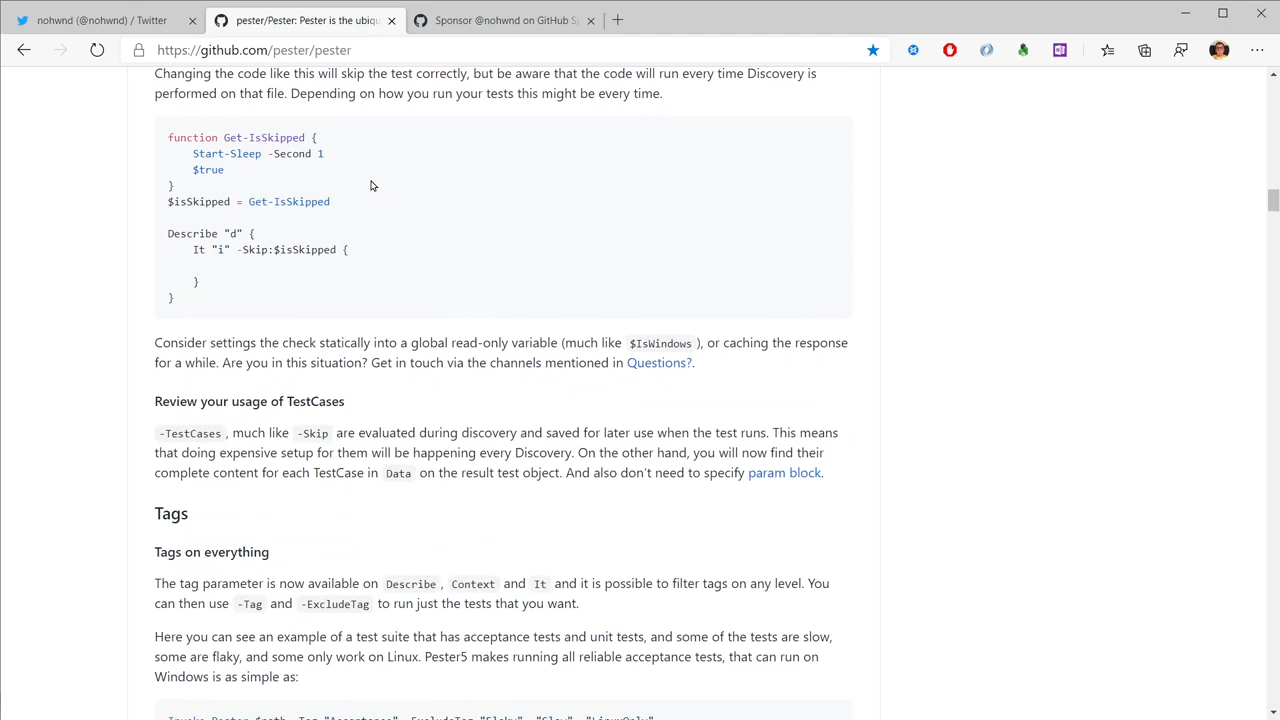 nohwnd (@nohwnd) / Twitter
pester/Pester: Pester is the ubiqu
Sponsor @nohwnd on GitHub Sp
https://github.com/pester/pester
Changing the code like this will skip the test correctly, but be aware that the code will run every time Discovery is
performed on that file. Depending on how you run your tests this might be every time.
function Get-IsSkipped {
Start-Sleep -Second 1
$true
}
$isSkipped = Get-IsSkipped
Describe "d" {
It "i" -Skip:$isSkipped {
}
}
Consider settings the check statically into a global read-only variable (much like $IsWindows), or caching the response
for a while. Are you in this situation? Get in touch via the channels mentioned in Questions?.
Review your usage of TestCases
-TestCases, much like -Skip are evaluated during discovery and saved for later use when the test runs. This means
that doing expensive setup for them will be happening every Discovery. On the other hand, you will now find their
complete content for each TestCase in Data on the result test object. And also don't need to specify param block.
Tags
Tags on everything
The tag parameter is now available on Describe, Context and It and it is possible to filter tags on any level. You
can then use -Tag and -ExcludeTag to run just the tests that you want.
Here you can see an example of a test suite that has acceptance tests and unit tests, and some of the tests are slow,
some are flaky, and some only work on Linux. Pester5 makes running all reliable acceptance tests, that can run on
Windows is as simple as:
Invoke-Pester $path -Tag "Acceptance" -ExcludeTag "Flaky", "Slow", "LinuxOnly"